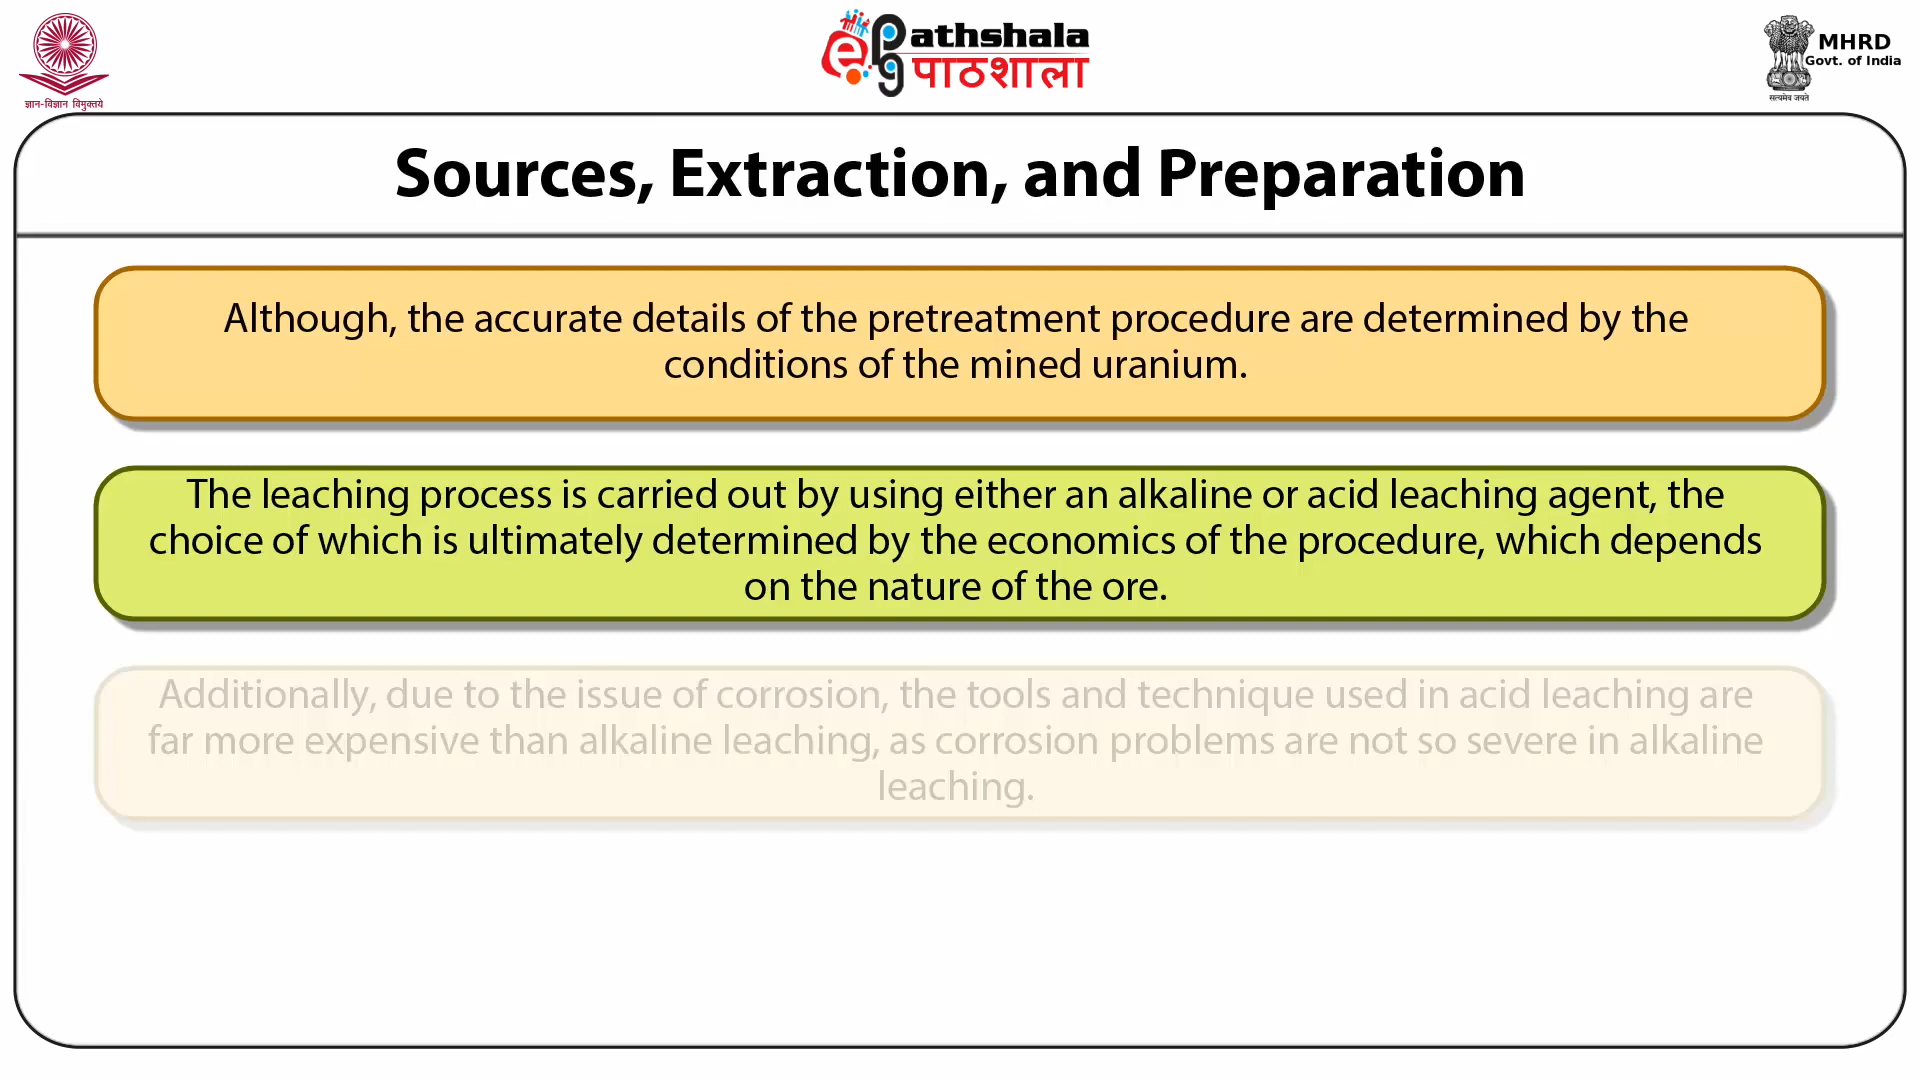 ज्ञान-विज्ञान विमुक्तये
ePathshala
पाठशाला
MHRD
Govt. of India
सत्यमेव जयते
Sources, Extraction, and Preparation
Although, the accurate details of the pretreatment procedure are determined by the
conditions of the mined uranium.
The leaching process is carried out by using either an alkaline or acid leaching agent, the
choice of which is ultimately determined by the economics of the procedure, which depends
on the nature of the ore.
Additionally, due to the issue of corrosion, the tools and technique used in acid leaching are
far more expensive than alkaline leaching, as corrosion problems are not so severe in alkaline
leaching.